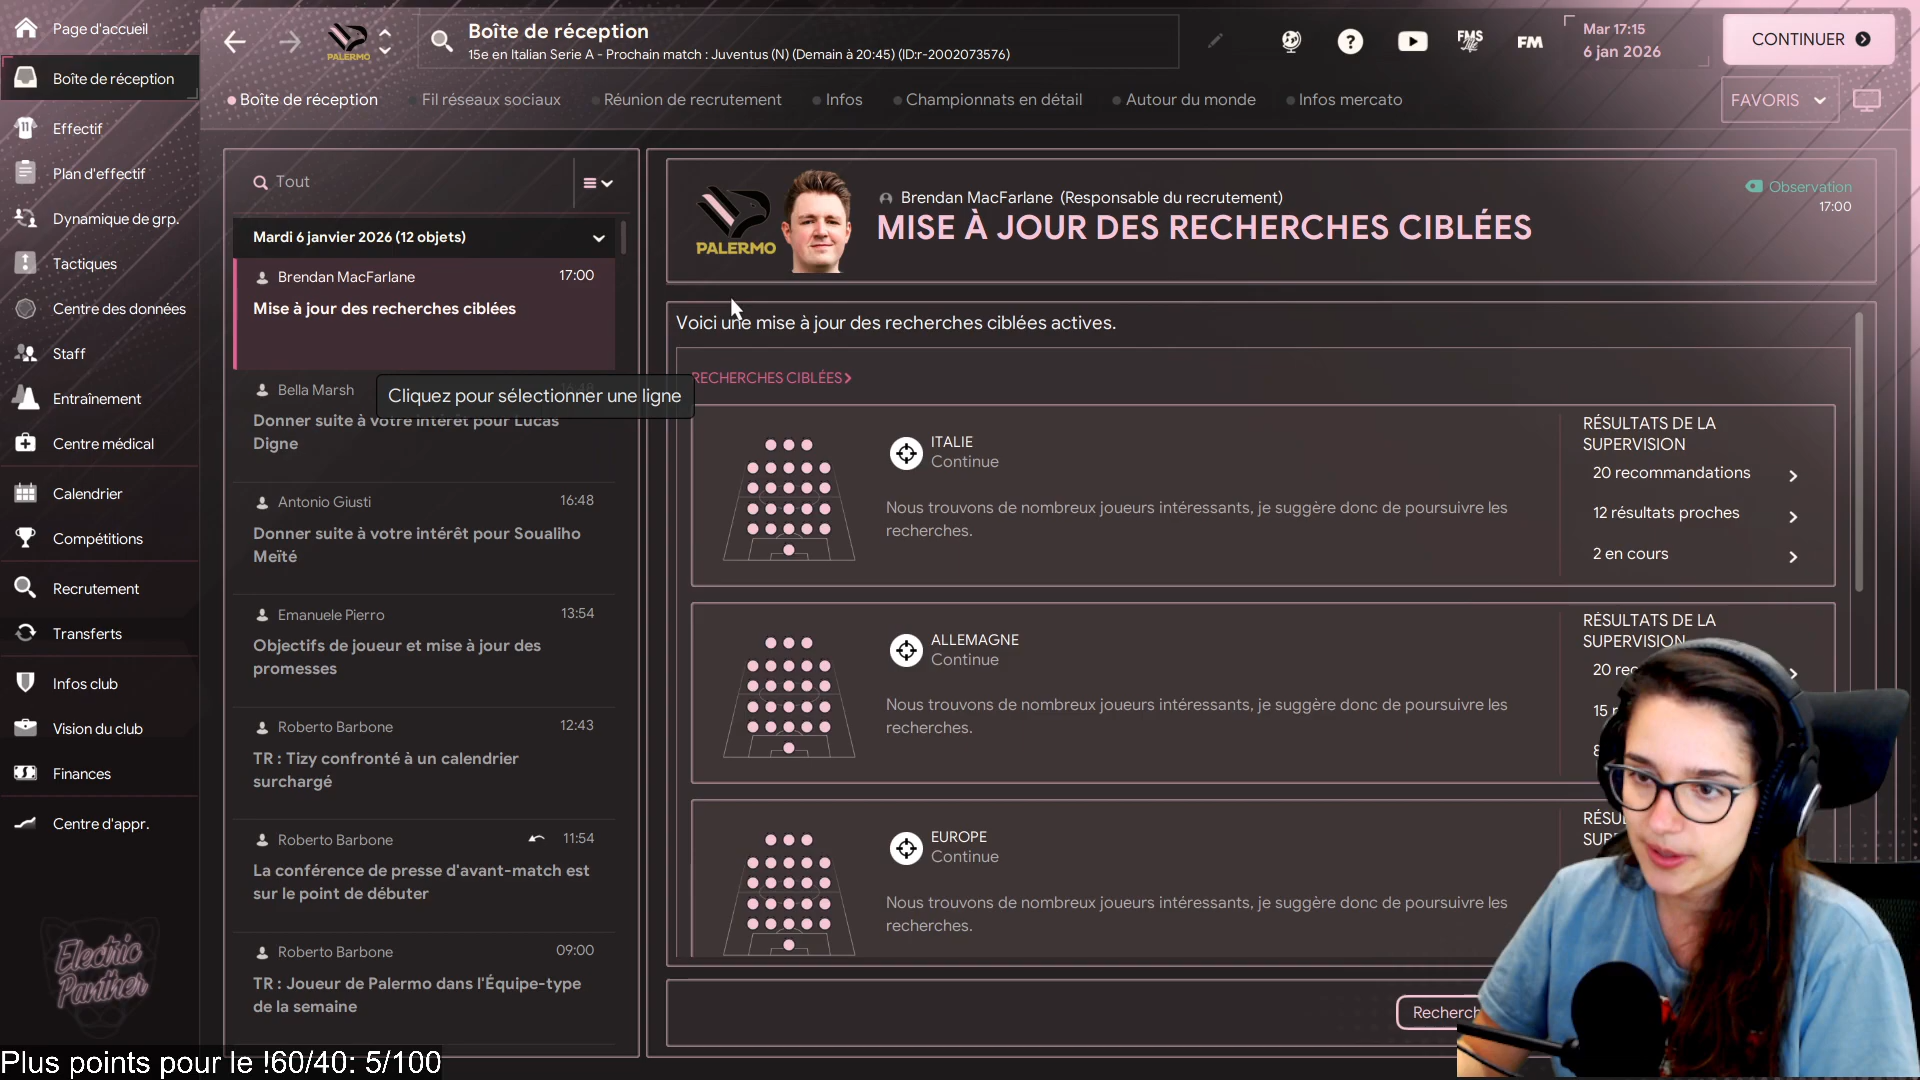 Page d'accueil
Boîte de réception
Effectif
Plan d'effectif
Dynamique de grp.
Tactiques
Centre des données
Staff
Entraînement
Centre médical
Calendrier
Compétitions
Recrutement
Transferts
Infos club
Vision du club
Finances
Centre d'appr.
Electric
Panther
PALERMO
Boîte de réception
15e en Italian Serie A - Prochain match : Juventus (N) (Demain à 20:45) (ID:r-2002073576)
FMS
life
FM
Mar 17:15
6 jan 2026
CONTINUER
Boîte de réception
Fil réseaux sociaux
Réunion de recrutement
Infos
Championnats en détail
Autour du monde
Infos mercato
FAVORIS
Tout
Mardi 6 janvier 2026 (12 objets)
Brendan MacFarlane 17:00
Mise à jour des recherches ciblées
Bella Marsh 16:48
Cliquez pour sélectionner une ligne
Donner suite à votre intérêt pour Lucas
Digne
Antonio Giusti 16:48
Donner suite à votre intérêt pour Soualiho
Meïté
Emanuele Pierro 13:54
Objectifs de joueur et mise à jour des
promesses
Roberto Barbone 12:43
TR : Tizy confronté à un calendrier
surchargé
Roberto Barbone 11:54
La conférence de presse d'avant-match est
sur le point de débuter
Roberto Barbone 09:00
TR : Joueur de Palermo dans l'Équipe-type
de la semaine
PALERMO
Brendan MacFarlane (Responsable du recrutement)
MISE À JOUR DES RECHERCHES CIBLÉES
Observation
17:00
Voici une mise à jour des recherches ciblées actives.
RECHERCHES CIBLÉES
ITALIE
Continue
Nous trouvons de nombreux joueurs intéressants, je suggère donc de poursuivre les
recherches.
RÉSULTATS DE LA
SUPERVISION
20 recommandations
12 résultats proches
2 en cours
ALLEMAGNE
Continue
Nous trouvons de nombreux joueurs intéressants, je suggère donc de poursuivre les
recherches.
RÉSULTATS DE LA
SUPERVISION
20 rec
15 r
8
EUROPE
Continue
Nous trouvons de nombreux joueurs intéressants, je suggère donc de poursuivre les
recherches.
RÉSU
SUP
Recherch
Plus points pour le !60/40: 5/100